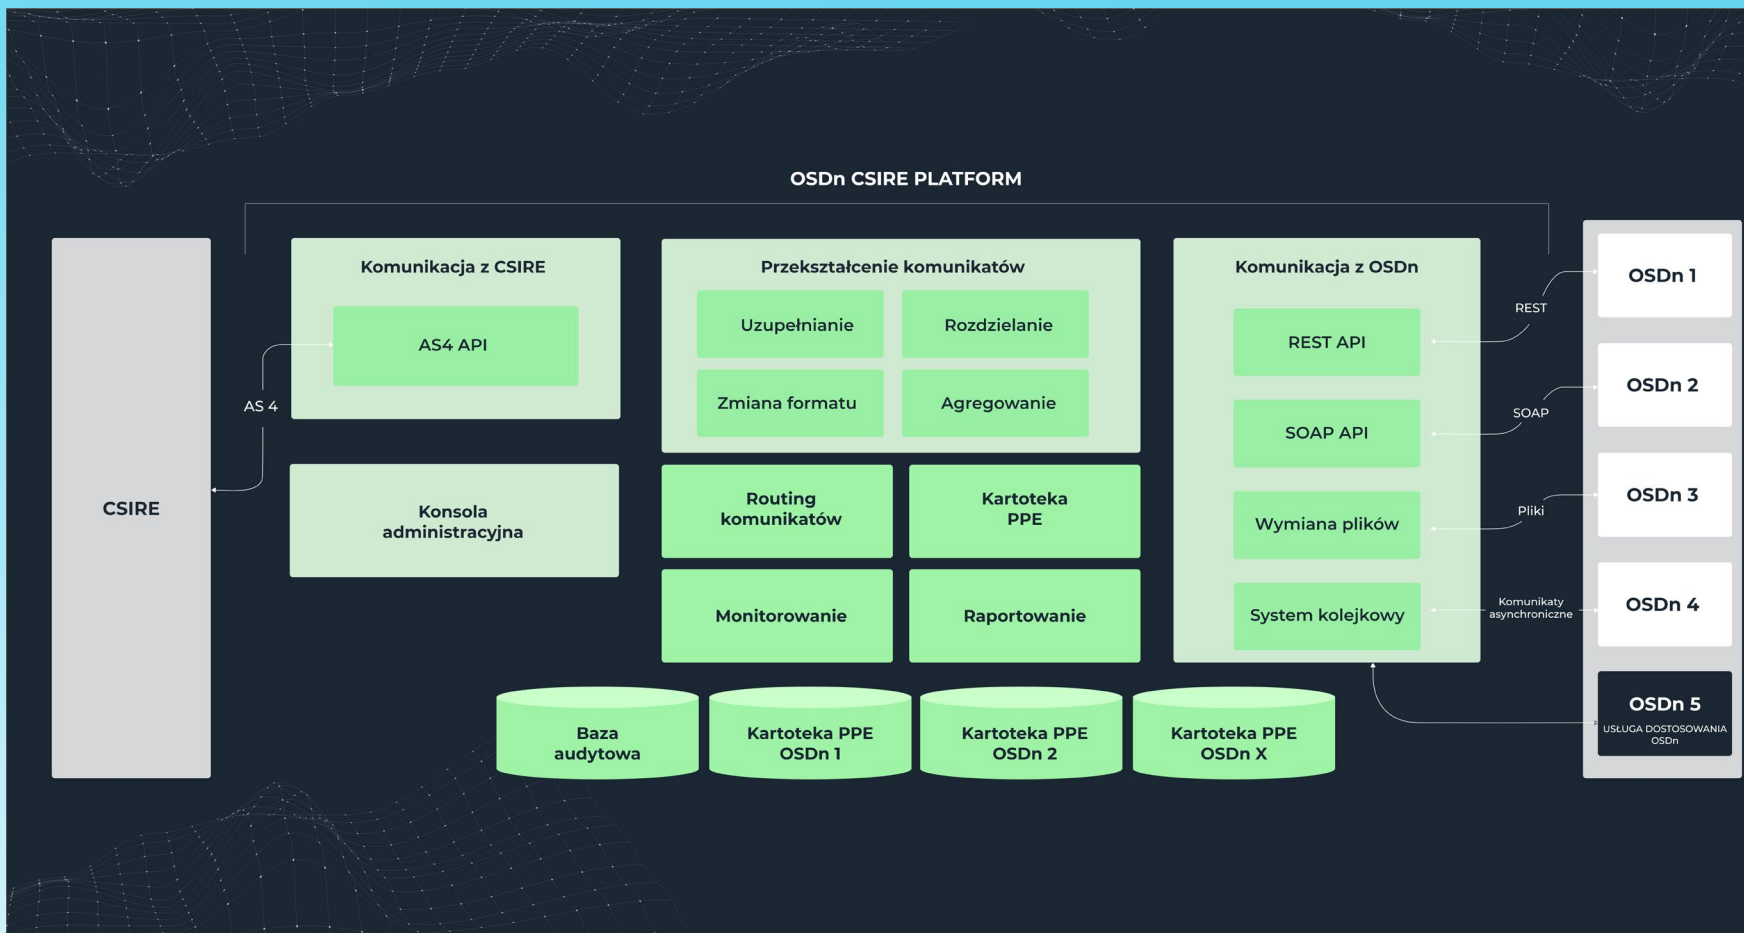 OSDn CSIRE PLATFORM
CSIRE
AS 4
Komunikacja z CSIRE
AS4 API
Konsola
administracyjna
Przekształcenie komunikatów
Uzupełnianie
Rozdzielanie
Zmiana formatu
Agregowanie
Routing
komunikatów
Kartoteka
PPE
Monitorowanie
Raportowanie
Komunikacja z OSDn
REST API
SOAP API
Wymiana plików
System kolejkowy
REST
SOAP
Pliki
Komunikaty
asynchroniczne
OSDn 1
OSDn 2
OSDn 3
OSDn 4
OSDn 5
USŁUGA DOSTOSOWANIA
OSDn
Baza
audytowa
Kartoteka PPE
OSDn 1
Kartoteka PPE
OSDn 2
Kartoteka PPE
OSDn X